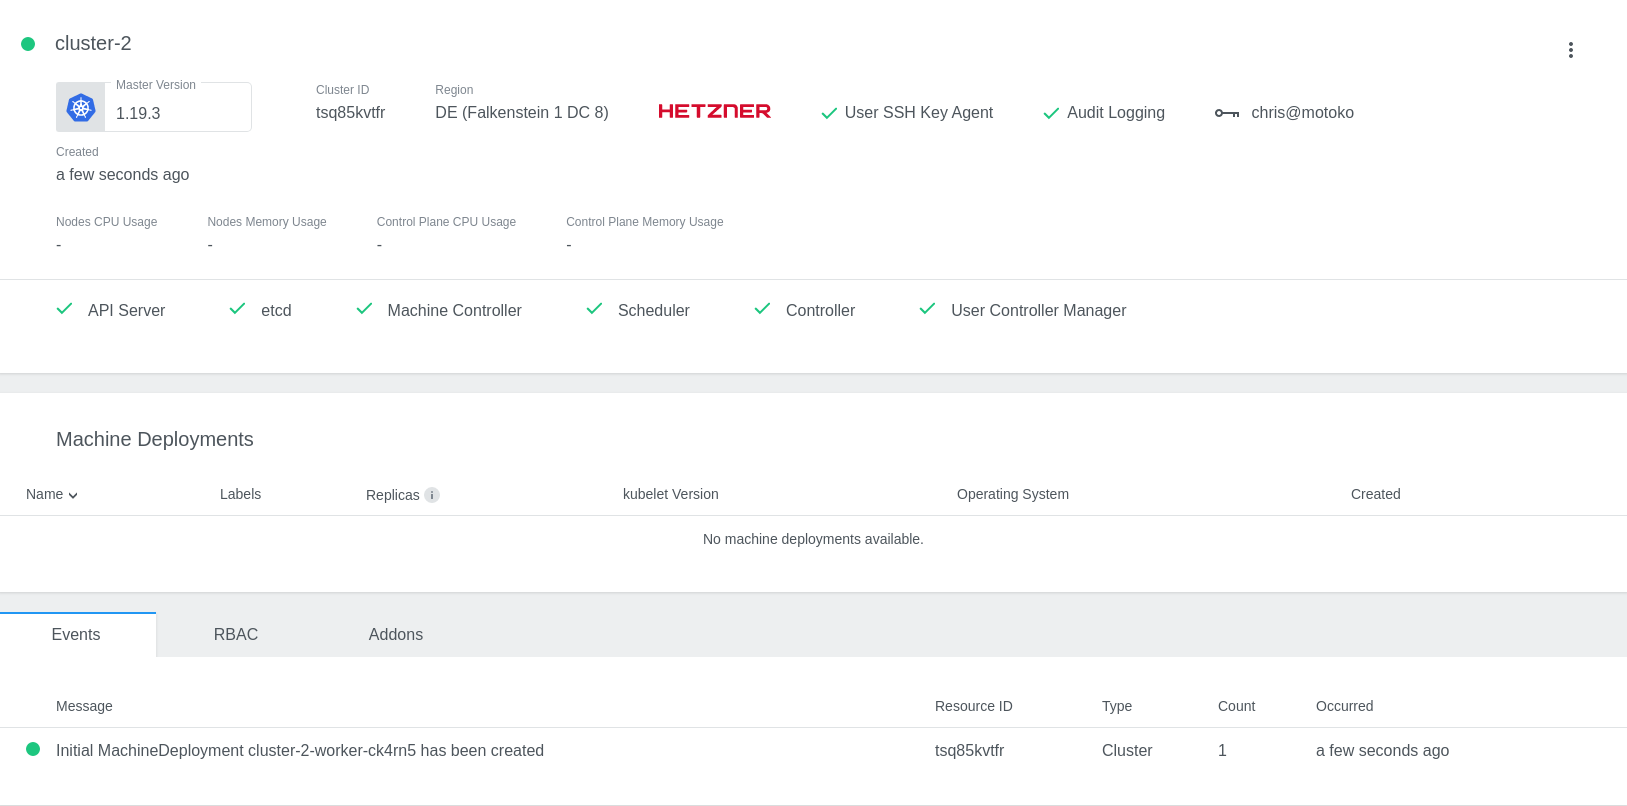 cluster-2
Master Version
1.19.3
Cluster ID
tsq85kvtfr
Region
DE (Falkenstein 1 DC 8)
HETZNER
User SSH Key Agent
Audit Logging
chris@motoko
Created
a few seconds ago
Nodes CPU Usage
-
Nodes Memory Usage
-
Control Plane CPU Usage
-
Control Plane Memory Usage
-
API Server etcd Machine Controller Scheduler Controller User Controller Manager
Machine Deployments
Name Labels Replicas kubelet Version Operating System Created
No machine deployments available.
Events RBAC Addons
Message Resource ID Type Count Occurred
Initial MachineDeployment cluster-2-worker-ck4rn5 has been created tsq85kvtfr Cluster 1 a few seconds ago